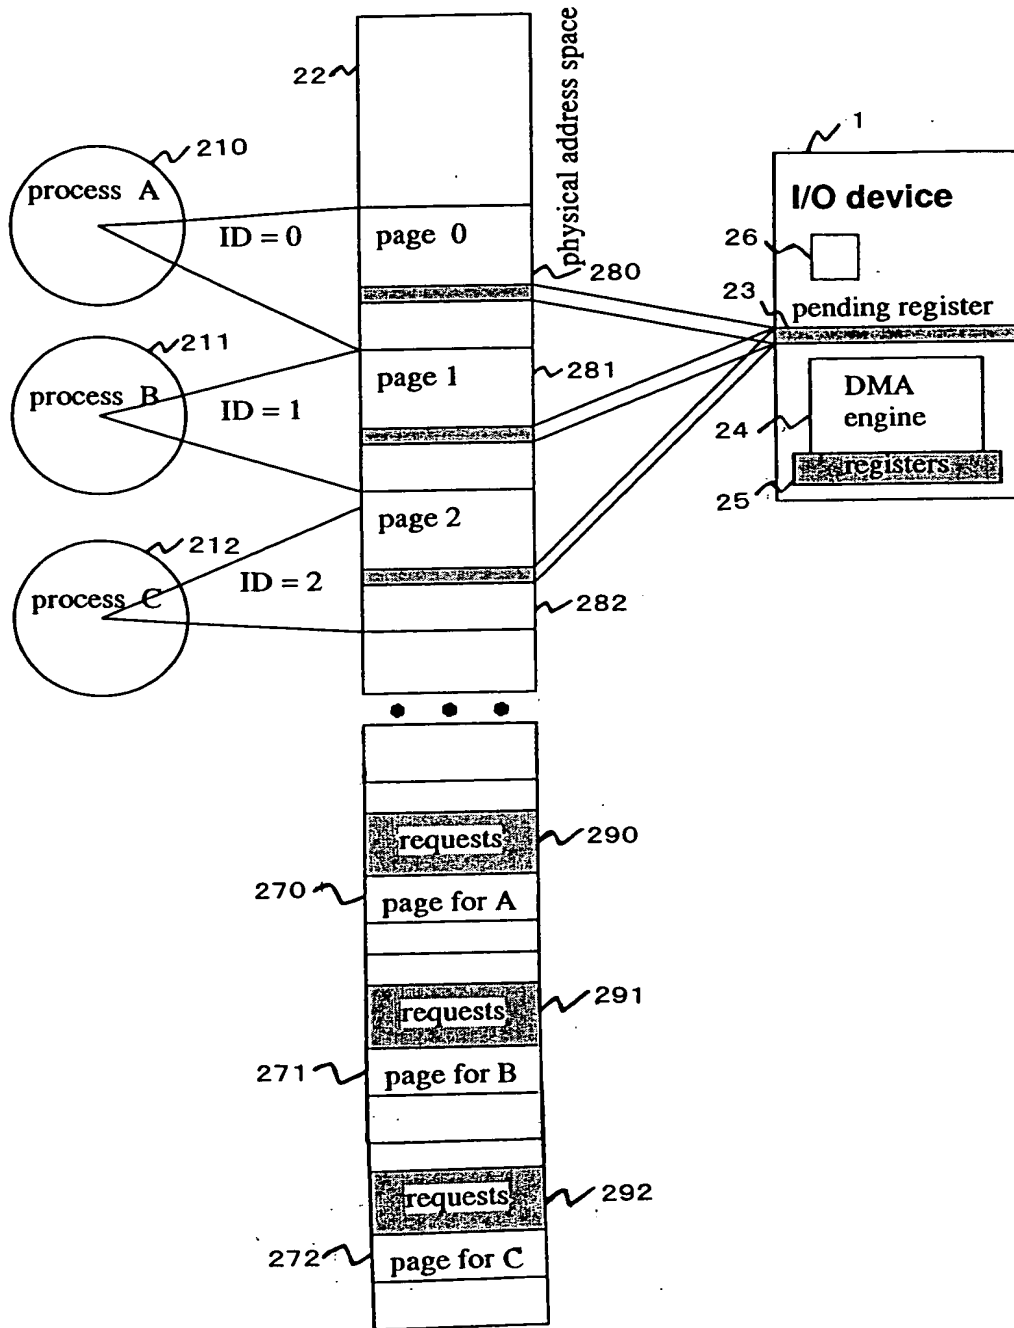 22
physical address space
1
210
process A
I/O device
ID = 0
page 0
26
280
23
pending register
211
page 1
281
process B
ID = 1
DMA
engine
24
registers
25
page 2
212
ID = 2
process C
282
requests
290
270
page for A
requests
291
271
page for B
requests
292
272
page for C